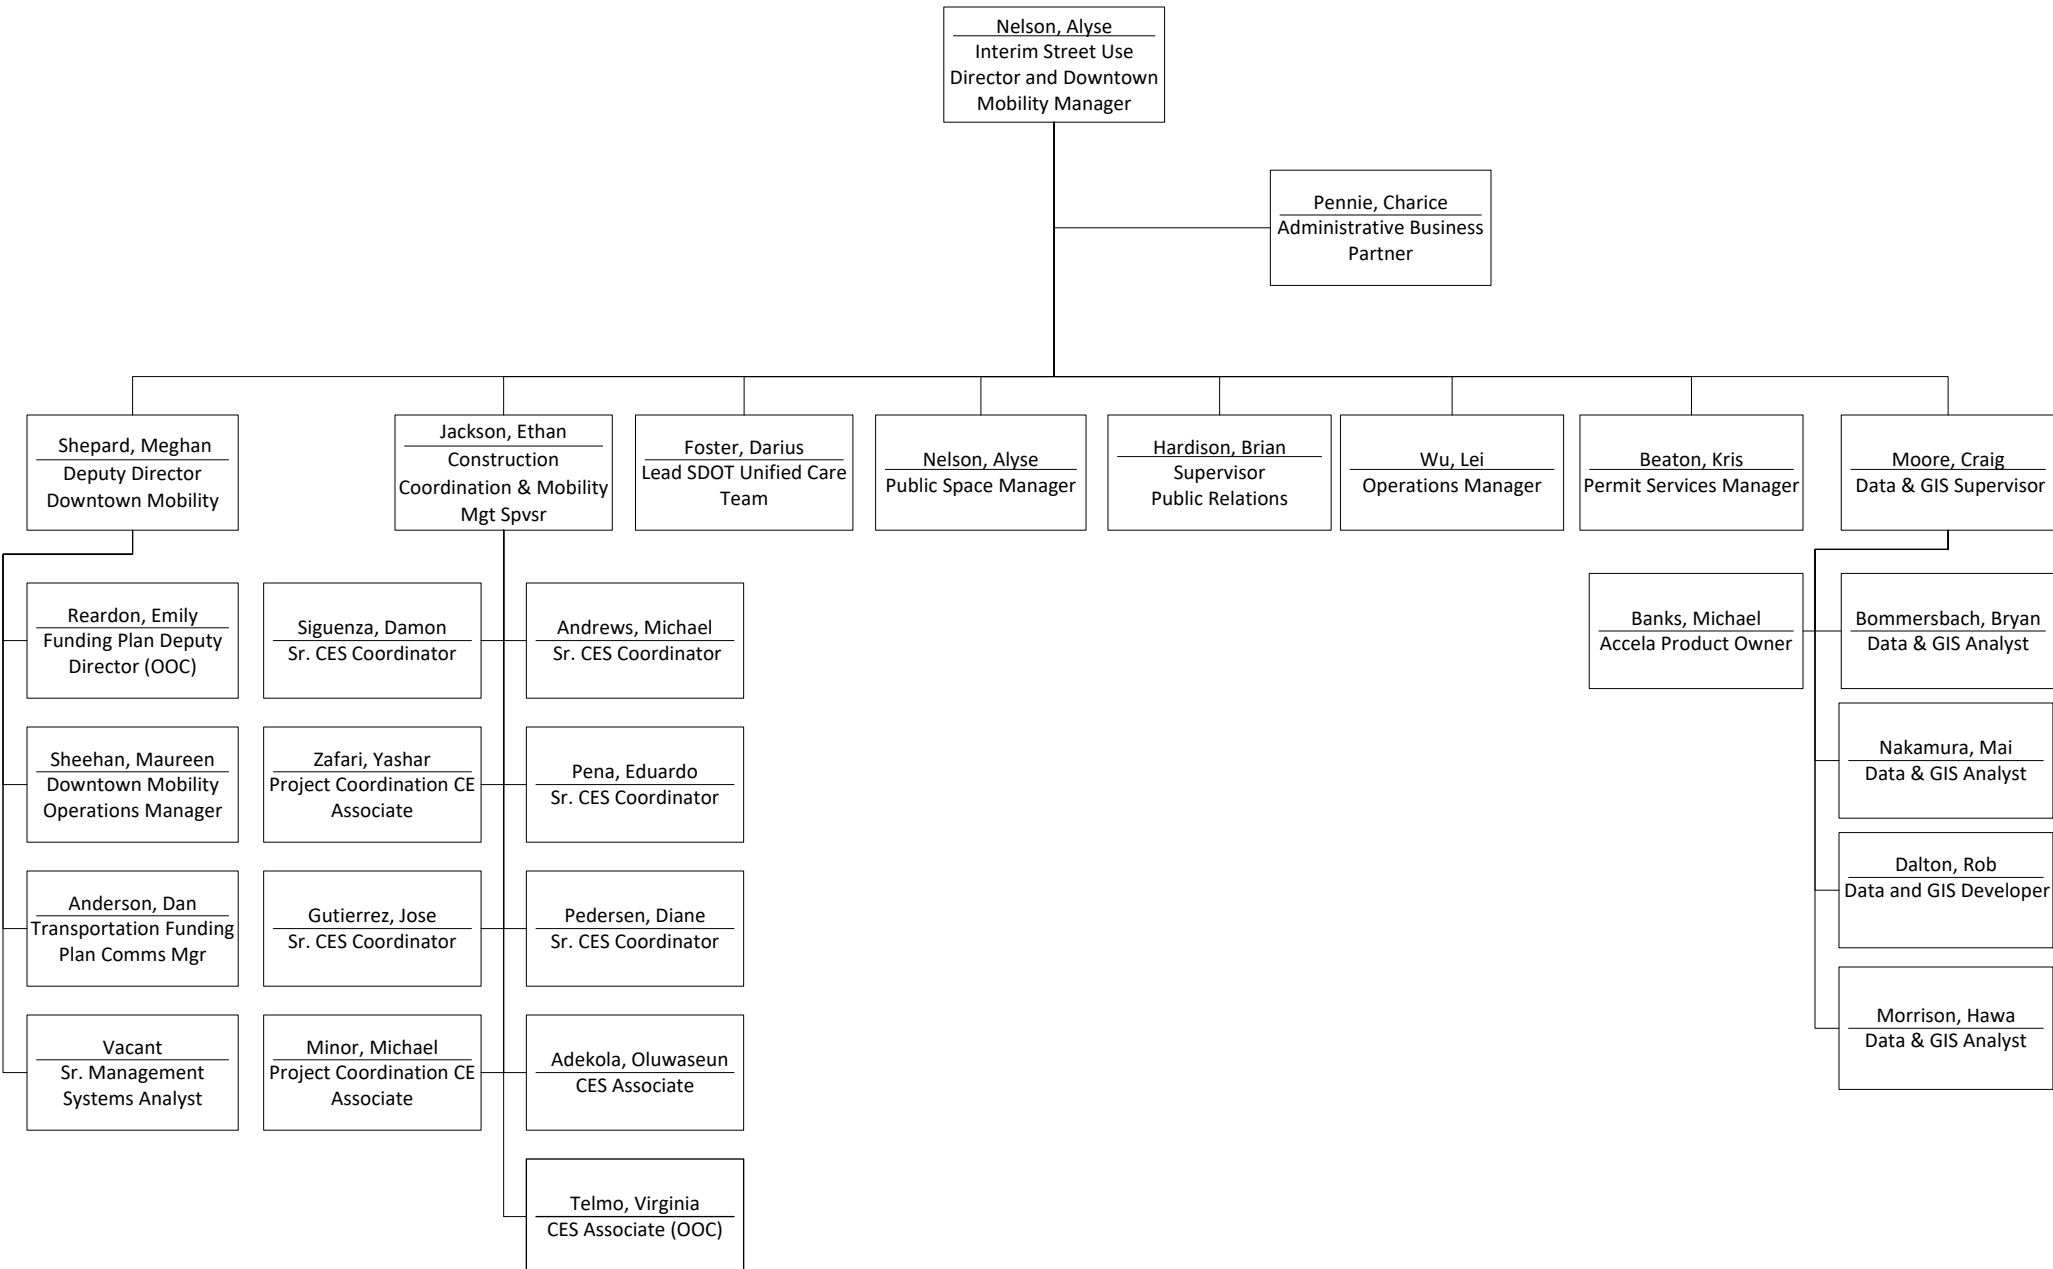 Nelson, Alyse
Interim Street Use
Director and Downtown
Mobility Manager
Pennie, Charice
Administrative Business
Partner
Shepard, Meghan
Deputy Director
Downtown Mobility
Jackson, Ethan
Construction
Coordination & Mobility
Mgt Spvsr
Foster, Darius
Lead SDOT Unified Care
Team
Nelson, Alyse
Public Space Manager
Hardison, Brian
Supervisor
Public Relations
Wu, Lei
Operations Manager
Beaton, Kris
Permit Services Manager
Moore, Craig
Data & GIS Supervisor
Reardon, Emily
Funding Plan Deputy
Director (OOC)
Sheehan, Maureen
Downtown Mobility
Operations Manager
Anderson, Dan
Transportation Funding
Plan Comms Mgr
Vacant
Sr. Management
Systems Analyst
Siguenza, Damon
Sr. CES Coordinator
Andrews, Michael
Sr. CES Coordinator
Zafari, Yashar
Project Coordination CE
Associate
Pena, Eduardo
Sr. CES Coordinator
Gutierrez, Jose
Sr. CES Coordinator
Pedersen, Diane
Sr. CES Coordinator
Minor, Michael
Project Coordination CE
Associate
Adekola, Oluwaseun
CES Associate
Telmo, Virginia
CES Associate (OOC)
Banks, Michael
Accela Product Owner
Bommersbach, Bryan
Data & GIS Analyst
Nakamura, Mai
Data & GIS Analyst
Dalton, Rob
Data and GIS Developer
Morrison, Hawa
Data & GIS Analyst